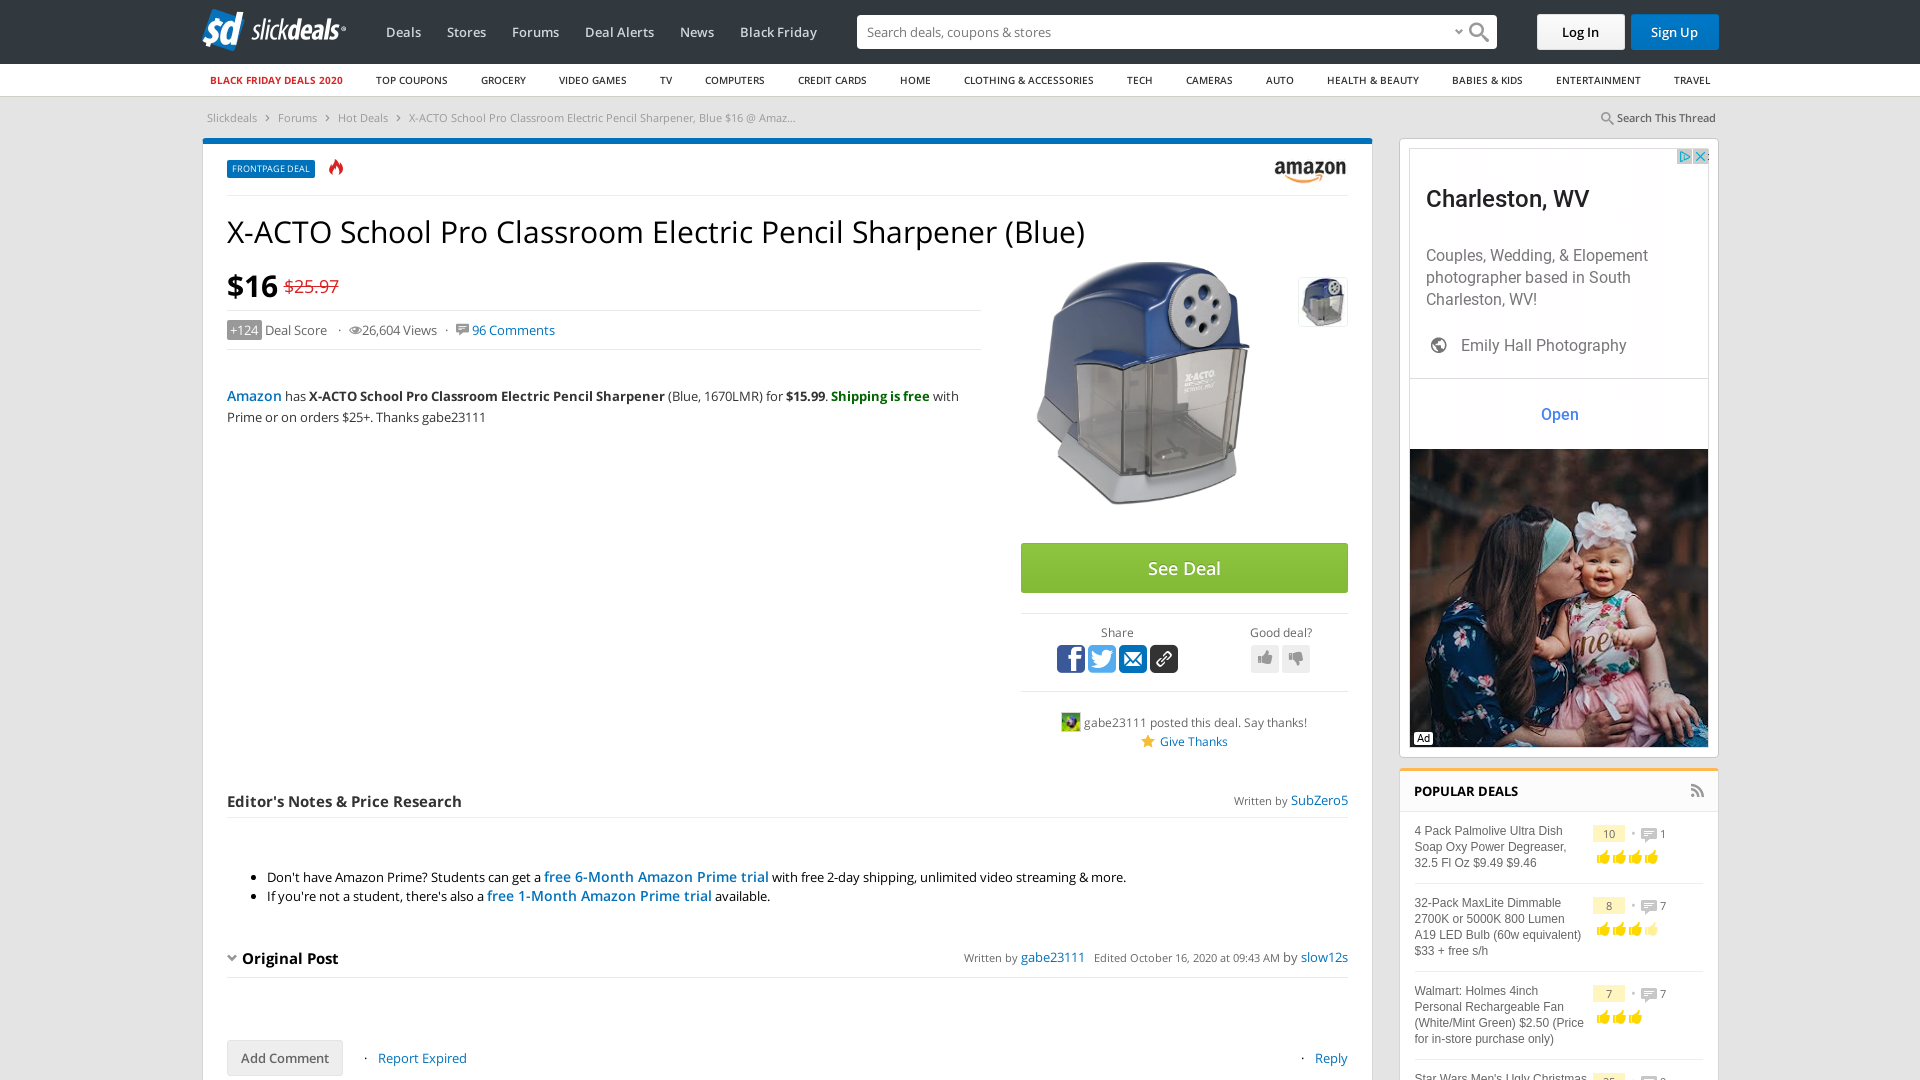 sd slickdeals
Deals Stores Forums Deal Alerts News Black Friday
Search deals, coupons & stores
Log In Sign Up
BLACK FRIDAY DEALS 2020 TOP COUPONS GROCERY VIDEO GAMES TV COMPUTERS CREDIT CARDS HOME CLOTHING & ACCESSORIES TECH CAMERAS AUTO HEALTH & BEAUTY BABIES & KIDS ENTERTAINMENT TRAVEL
Slickdeals › Forums › Hot Deals › X-ACTO School Pro Classroom Electric Pencil Sharpener, Blue $16 @ Amaz...
Search This Thread
FRONTPAGE DEAL
amazon
X-ACTO School Pro Classroom Electric Pencil Sharpener (Blue)
$16 $25.97
+124 Deal Score · 26,604 Views · 96 Comments
Amazon has X-ACTO School Pro Classroom Electric Pencil Sharpener (Blue, 1670LMR) for $15.99. Shipping is free with
Prime or on orders $25+. Thanks gabe23111
X-ACTO
See Deal
Share
Good deal?
gabe23111 posted this deal. Say thanks!
Give Thanks
Editor's Notes & Price Research
Written by SubZero5
• Don't have Amazon Prime? Students can get a free 6-Month Amazon Prime trial with free 2-day shipping, unlimited video streaming & more.
• If you're not a student, there's also a free 1-Month Amazon Prime trial available.
Original Post
Written by gabe23111 Edited October 16, 2020 at 09:43 AM by slow12s
Add Comment · Report Expired
· Reply
Charleston, WV
Couples, Wedding, & Elopement
photographer based in South
Charleston, WV!
Emily Hall Photography
Open
one
Ad
POPULAR DEALS
4 Pack Palmolive Ultra Dish
Soap Oxy Power Degreaser,
32.5 Fl Oz $9.49 $9.46
10 • 1
32-Pack MaxLite Dimmable
2700K or 5000K 800 Lumen
A19 LED Bulb (60w equivalent)
$33 + free s/h
8 • 7
Walmart: Holmes 4inch
Personal Rechargeable Fan
(White/Mint Green) $2.50 (Price
for in-store purchase only)
7 • 7
Star Wars Men's Ugly Christmas